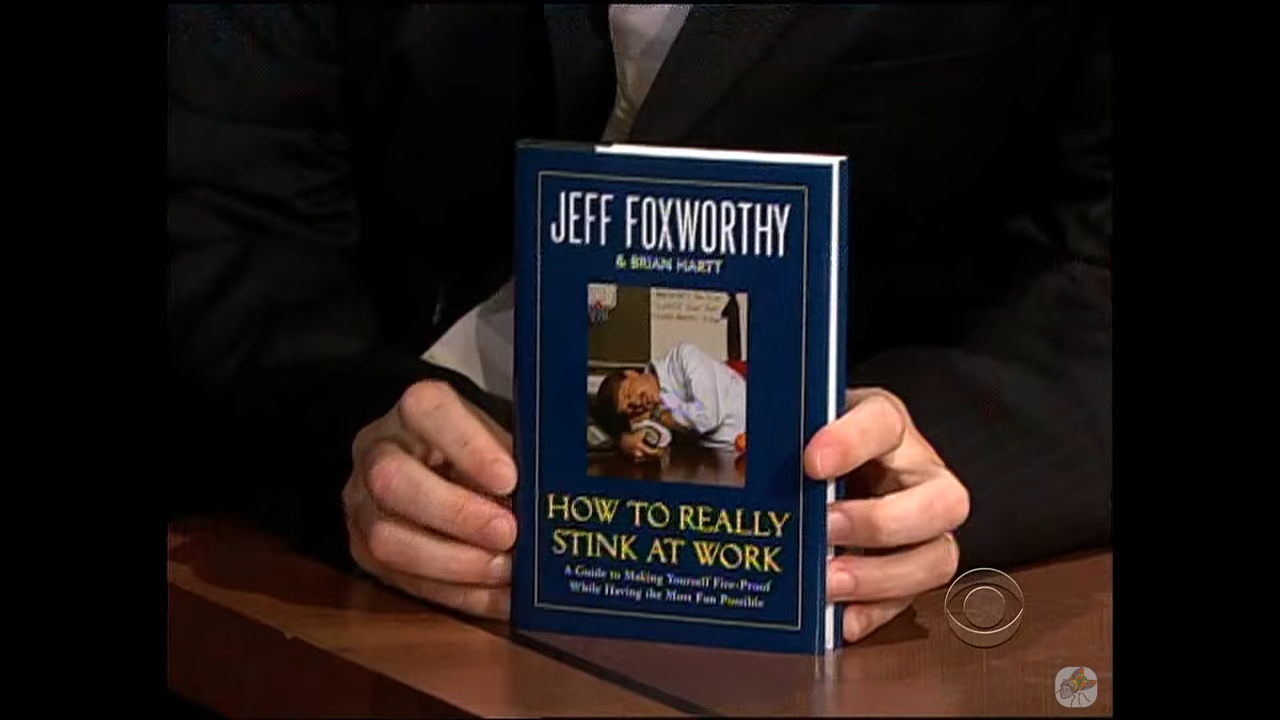 JEFF FOXWORTHY
& BRIAN HARTT
HOW TO REALLY
STINK AT WORK
A Guide to Making Yourself Fire-Proof
While Having the Most Fun Possible